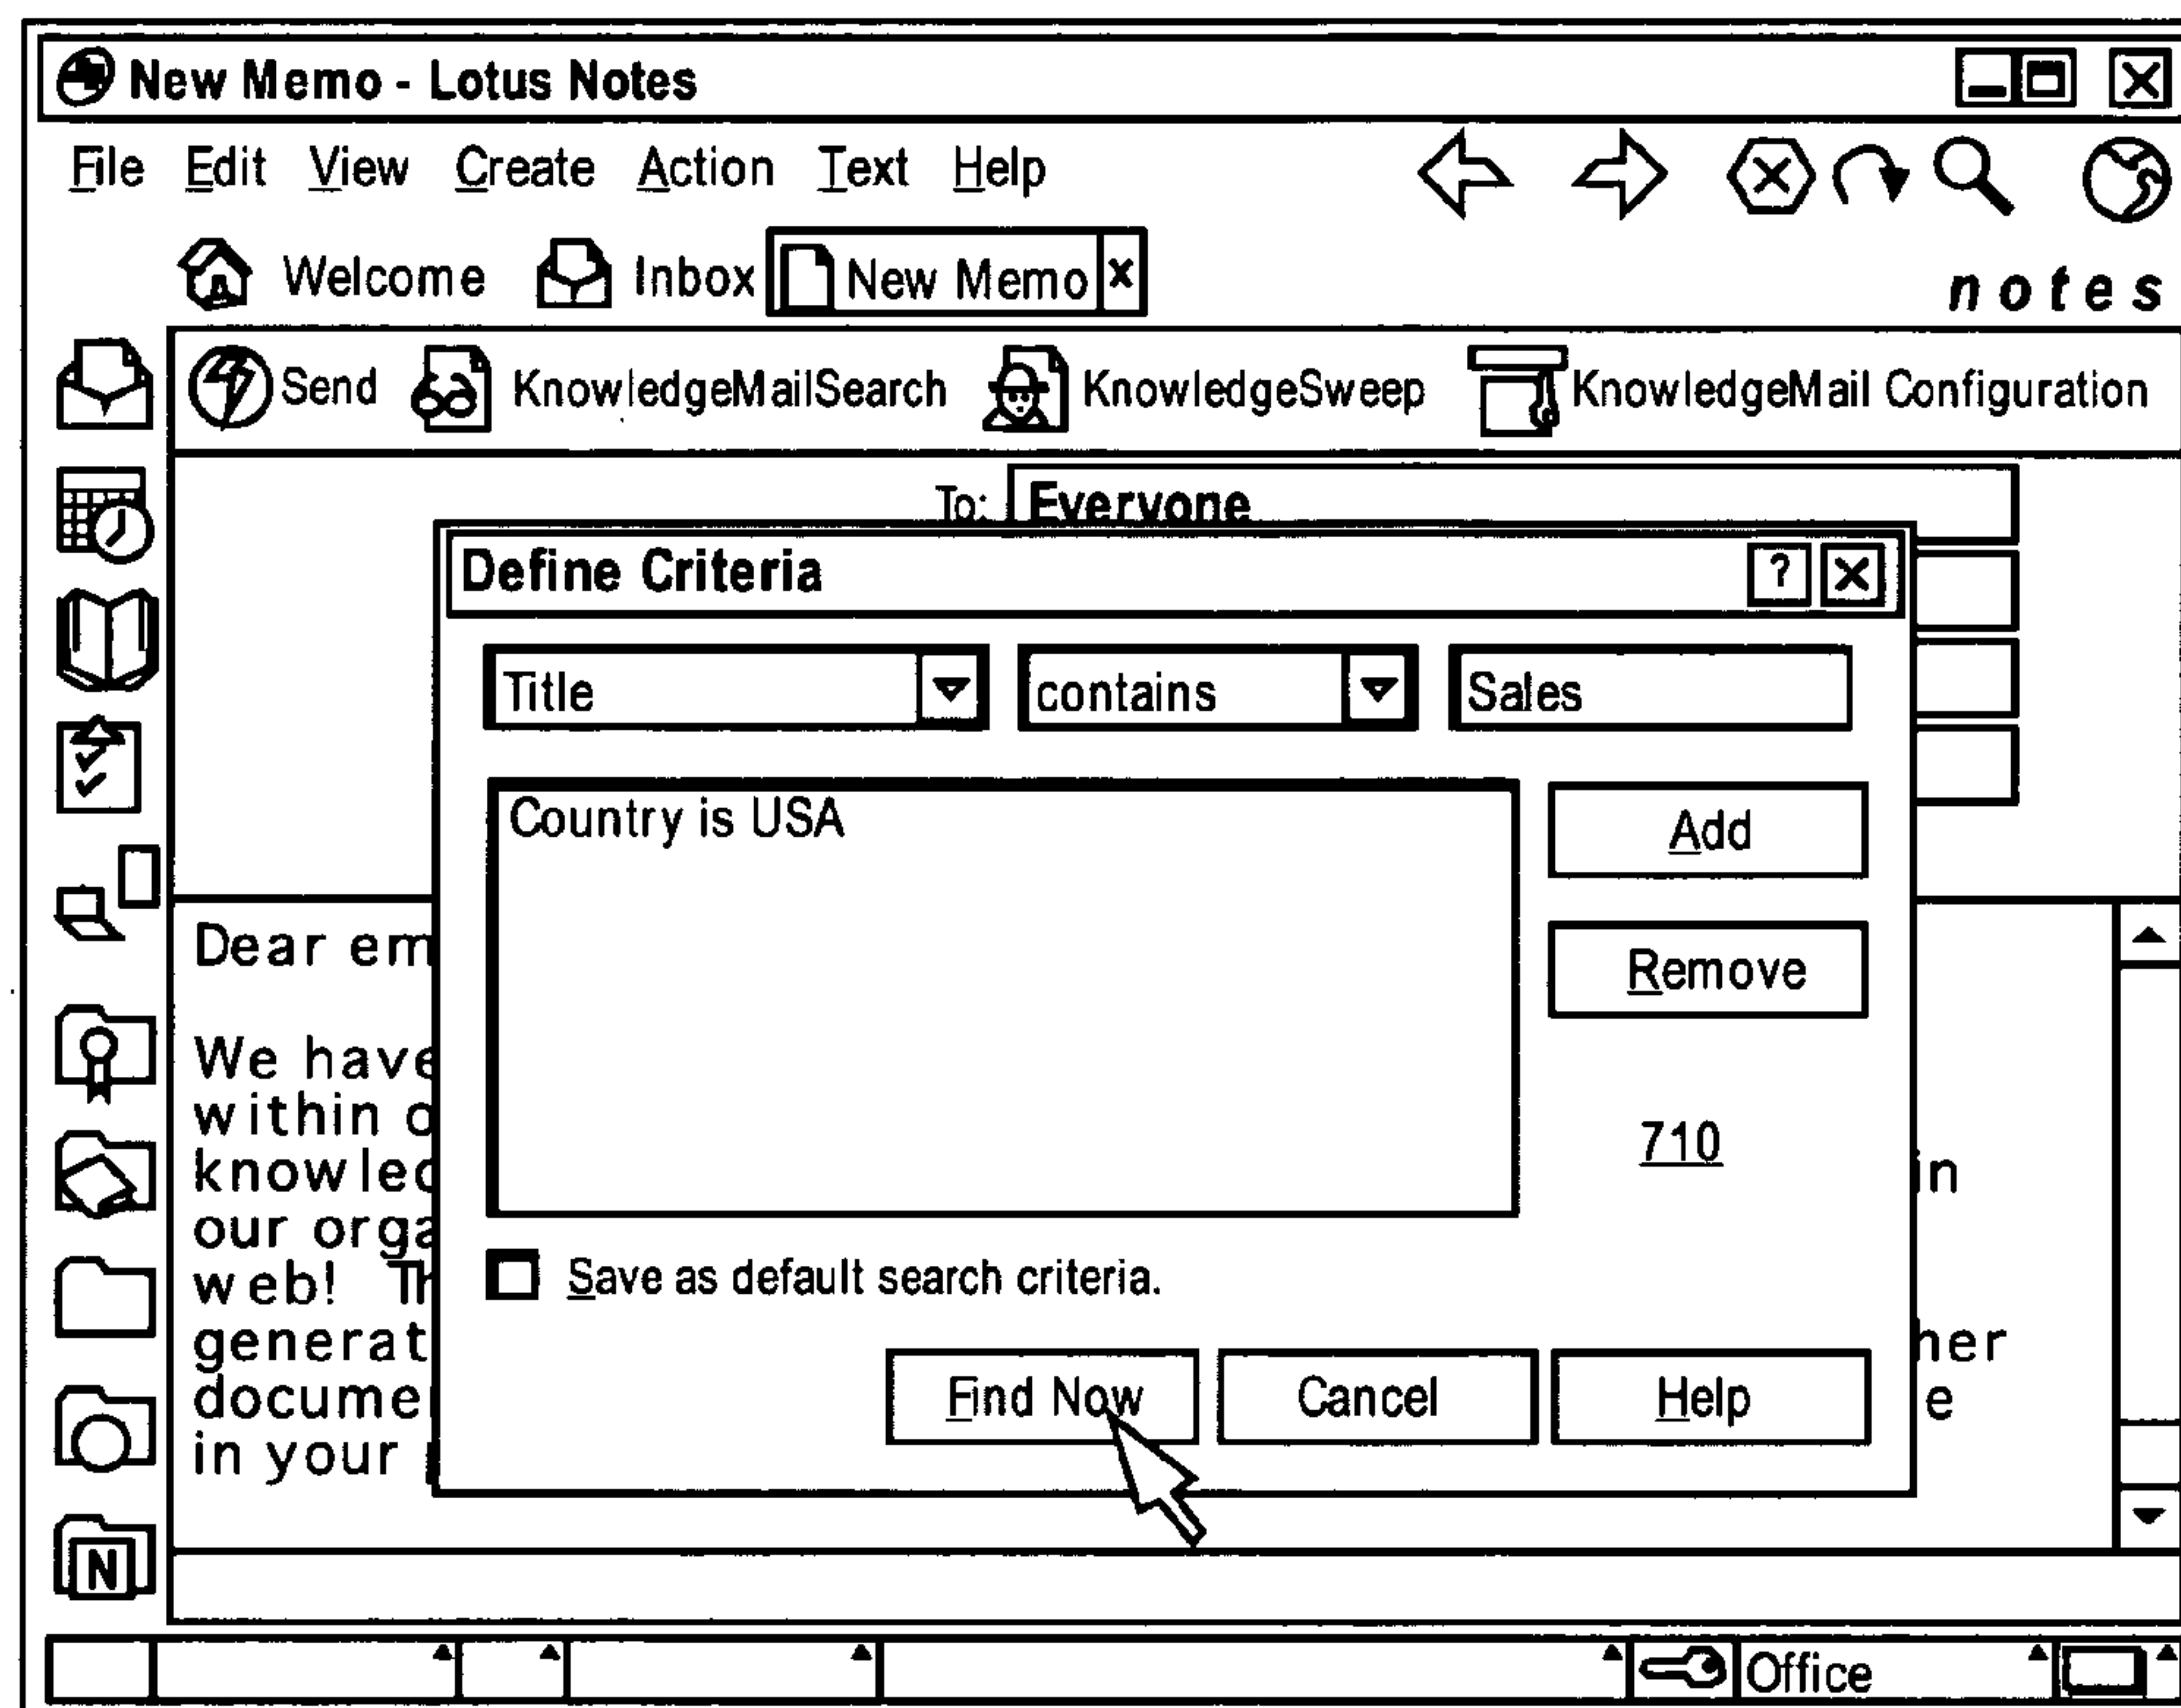 New Memo - Lotus Notes
File Edit View Create Action Text Help
Welcome Inbox New Memo x
notes
Send KnowledgeMailSearch KnowledgeSweep KnowledgeMail Configuration
To: Everyone
Define Criteria ?
Title contains Sales
Country is USA
Add
Remove
710
Save as default search criteria.
Find Now Cancel Help
Dear em
We have
within o
knowled in
our orga
web! Th
generat her
documen e
in your
N
Office